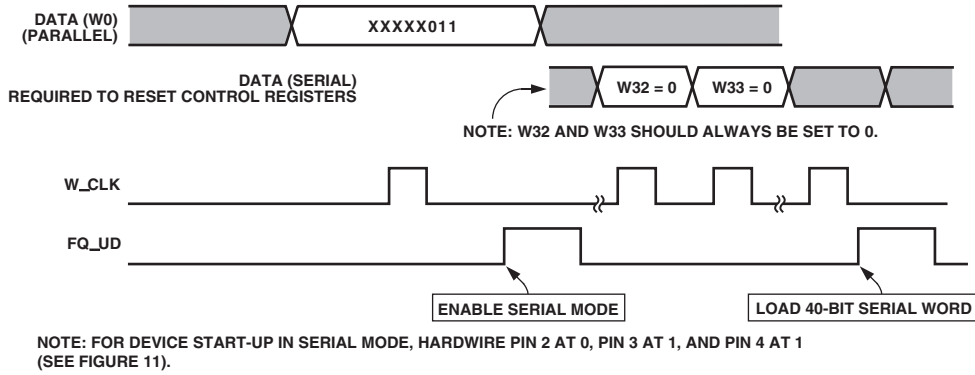 DATA (W0)
(PARALLEL)
XXXXX011
DATA (SERIAL)
REQUIRED TO RESET CONTROL REGISTERS
W32 = 0
W33 = 0
NOTE: W32 AND W33 SHOULD ALWAYS BE SET TO 0.
W_CLK
FQ_UD
ENABLE SERIAL MODE
LOAD 40-BIT SERIAL WORD
NOTE: FOR DEVICE START-UP IN SERIAL MODE, HARDWIRE PIN 2 AT 0, PIN 3 AT 1, AND PIN 4 AT 1
(SEE FIGURE 11).